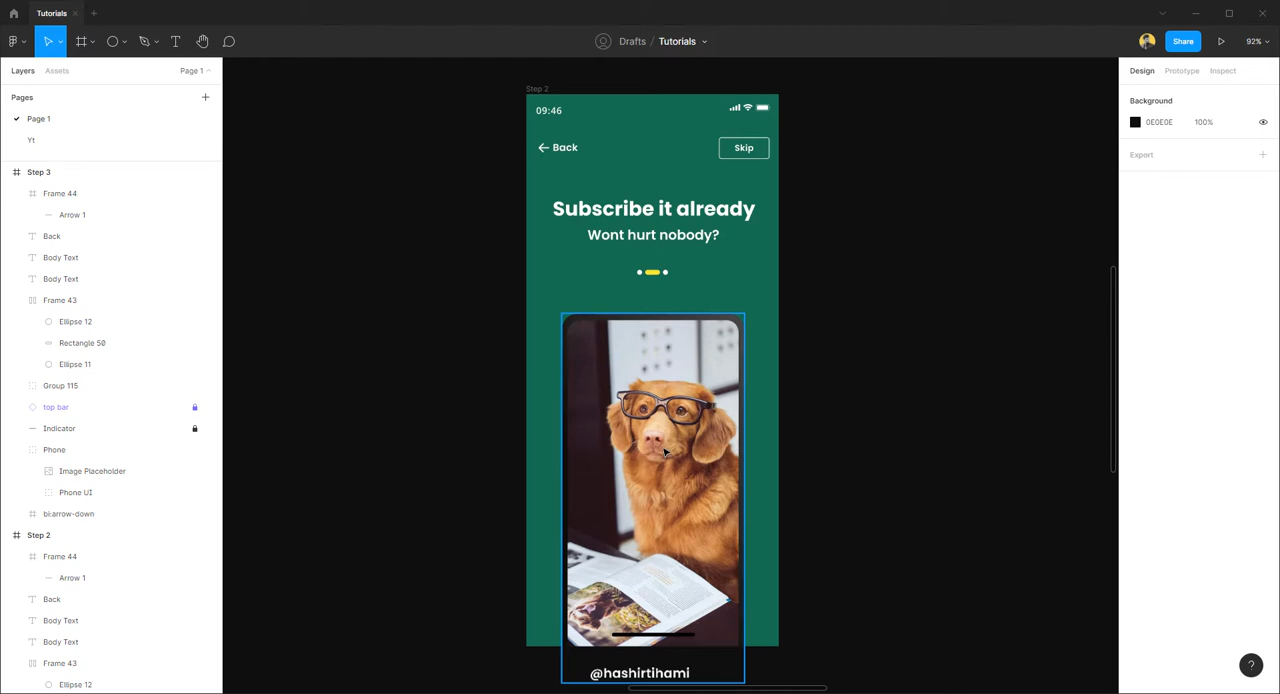 Tutorials
Drafts / Tutorials
Share
92%
Layers
Assets
Page 1
Design
Prototype
Inspect
Pages
Page 1
Yt
Background
0E0E0E
100%
Export
Step 3
Frame 44
Arrow 1
Back
Body Text
Body Text
Frame 43
Ellipse 12
Rectangle 50
Ellipse 11
Group 115
top bar
Indicator
Phone
Image Placeholder
Phone UI
bi:arrow-down
Step 2
Frame 44
Arrow 1
Back
Body Text
Body Text
Frame 43
Ellipse 12
Step 2
09:46
Back
Skip
Subscribe it already
Wont hurt nobody?
@hashirtihami
?